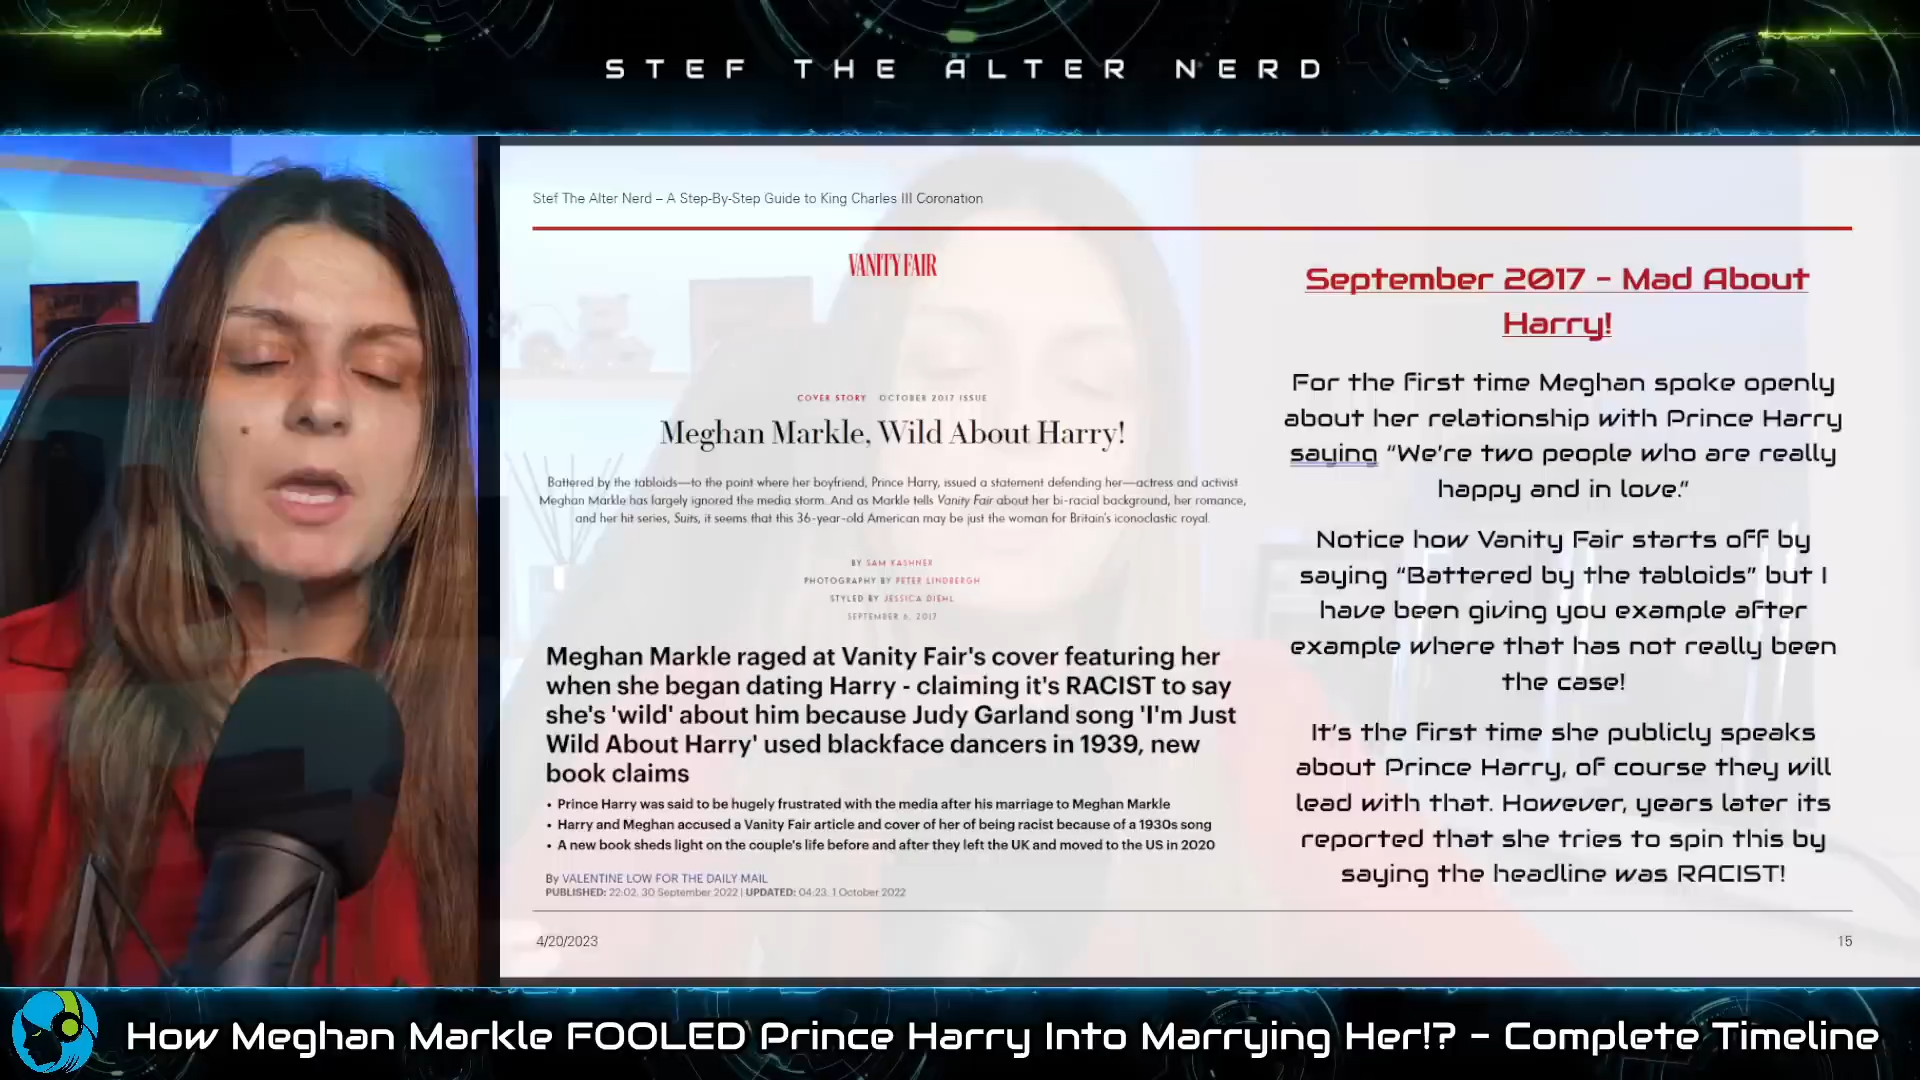 STEF THE ALTER NERD
Stef The Alter Nerd – A Step-By-Step Guide to King Charles III Coronation
VANITY FAIR
COVER STORY OCTOBER 2017 ISSUE
Meghan Markle, Wild About Harry!
Battered by the tabloids—to the point where her boyfriend, Prince Harry, issued a statement defending her—actress and activist
Meghan Markle has largely ignored the media storm. And as Markle tells Vanity Fair about her bi-racial background, her romance,
and her hit series, Suits, it seems that this 36-year-old American may be just the woman for Britain's iconoclastic royal.
BY SAM KASHNER
PHOTOGRAPHY BY PETER LINDBERGH
STYLED BY JESSICA DIEHL
SEPTEMBER 6, 2017
Meghan Markle raged at Vanity Fair's cover featuring her
when she began dating Harry - claiming it's RACIST to say
she's 'wild' about him because Judy Garland song 'I'm Just
Wild About Harry' used blackface dancers in 1939, new
book claims
• Prince Harry was said to be hugely frustrated with the media after his marriage to Meghan Markle
• Harry and Meghan accused a Vanity Fair article and cover of her of being racist because of a 1930s song
• A new book sheds light on the couple's life before and after they left the UK and moved to the US in 2020
By VALENTINE LOW FOR THE DAILY MAIL
PUBLISHED: 22:02, 30 September 2022 | UPDATED: 04:23, 1 October 2022
September 2017 – Mad About
Harry!
For the first time Meghan spoke openly
about her relationship with Prince Harry
saying “We’re two people who are really
happy and in love.”
Notice how Vanity Fair starts off by
saying “Battered by the tabloids” but I
have been giving you example after
example where that has not really been
the case!
It’s the first time she publicly speaks
about Prince Harry, of course they will
lead with that. However, years later its
reported that she tries to spin this by
saying the headline was RACIST!
4/20/2023
15
How Meghan Markle FOOLED Prince Harry Into Marrying Her!? – Complete Timeline